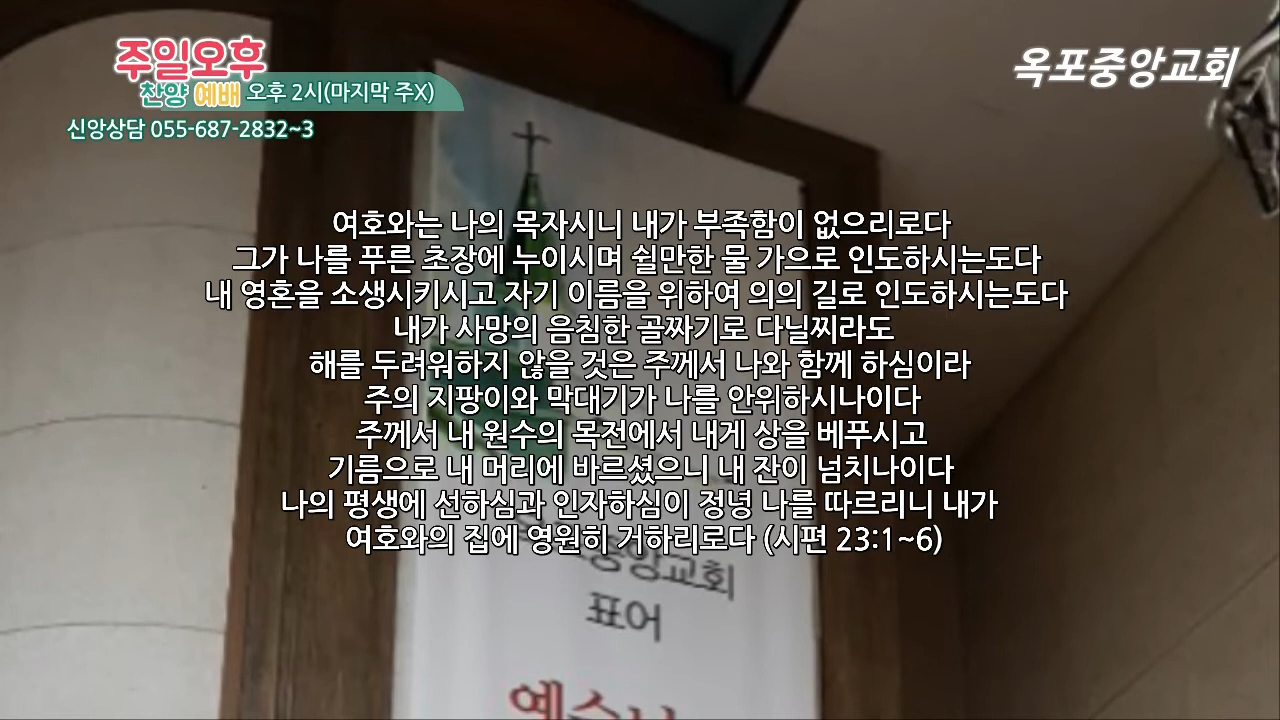 주일오후
찬양 예배 오후 2시(마지막 주X)
신앙상담 055-687-2832~3
옥포중앙교회
여호와는 나의 목자시니 내가 부족함이 없으리로다
그가 나를 푸른 초장에 누이시며 쉴만한 물 가으로 인도하시는도다
내 영혼을 소생시키시고 자기 이름을 위하여 의의 길로 인도하시는도다
내가 사망의 음침한 골짜기로 다닐찌라도
해를 두려워하지 않을 것은 주께서 나와 함께 하심이라
주의 지팡이와 막대기가 나를 안위하시나이다
주께서 내 원수의 목전에서 내게 상을 베푸시고
기름으로 내 머리에 바르셨으니 내 잔이 넘치나이다
나의 평생에 선하심과 인자하심이 정녕 나를 따르리니 내가
여호와의 집에 영원히 거하리로다 (시편 23:1~6)
중앙교회
표어